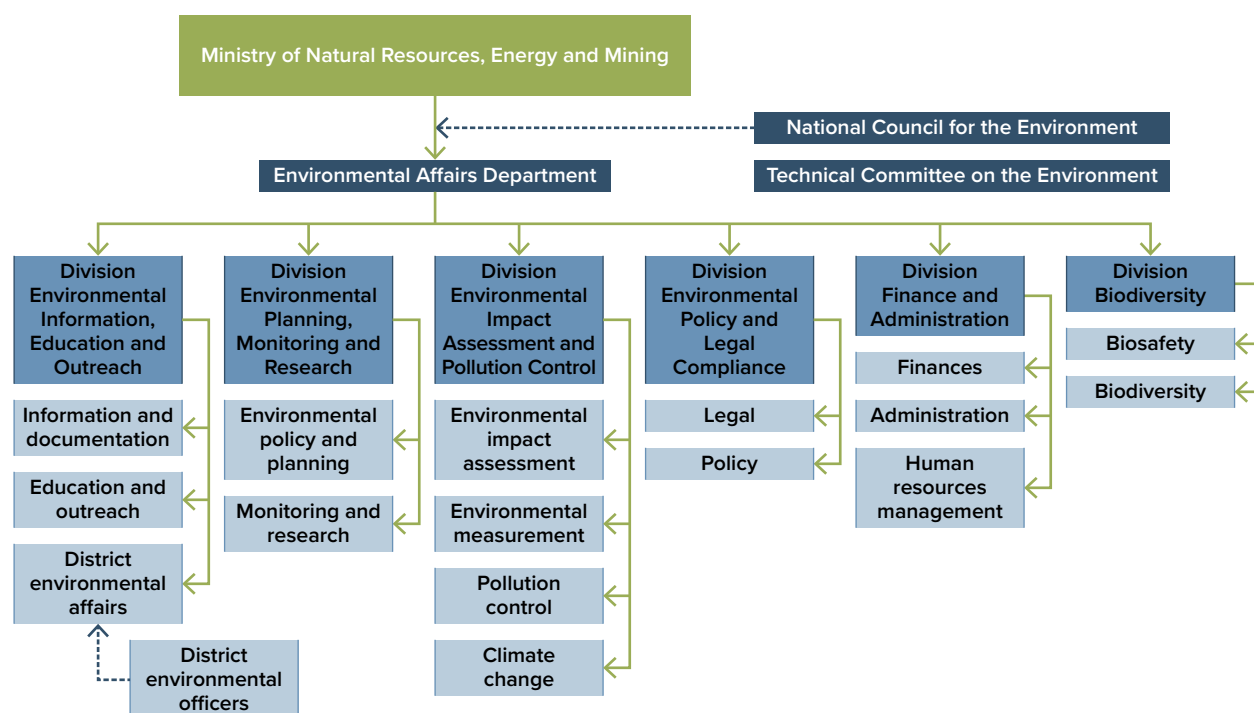 Ministry of Natural Resources, Energy and Mining
National Council for the Environment
Environmental Affairs Department
Technical Committee on the Environment
Division
Environmental
Information,
Education and
Outreach
Information and
documentation
Education and
outreach
District
environmental
affairs
District
environmental
officers
Division
Environmental
Planning,
Monitoring and
Research
Environmental
policy and
planning
Monitoring and
research
Division
Environmental
Impact
Assessment and
Pollution Control
Environmental
impact
assessment
Environmental
measurement
Pollution
control
Climate
change
Division
Environmental
Policy and
Legal
Compliance
Legal
Policy
Division
Finance and
Administration
Finances
Administration
Human
resources
management
Division
Biodiversity
Biosafety
Biodiversity